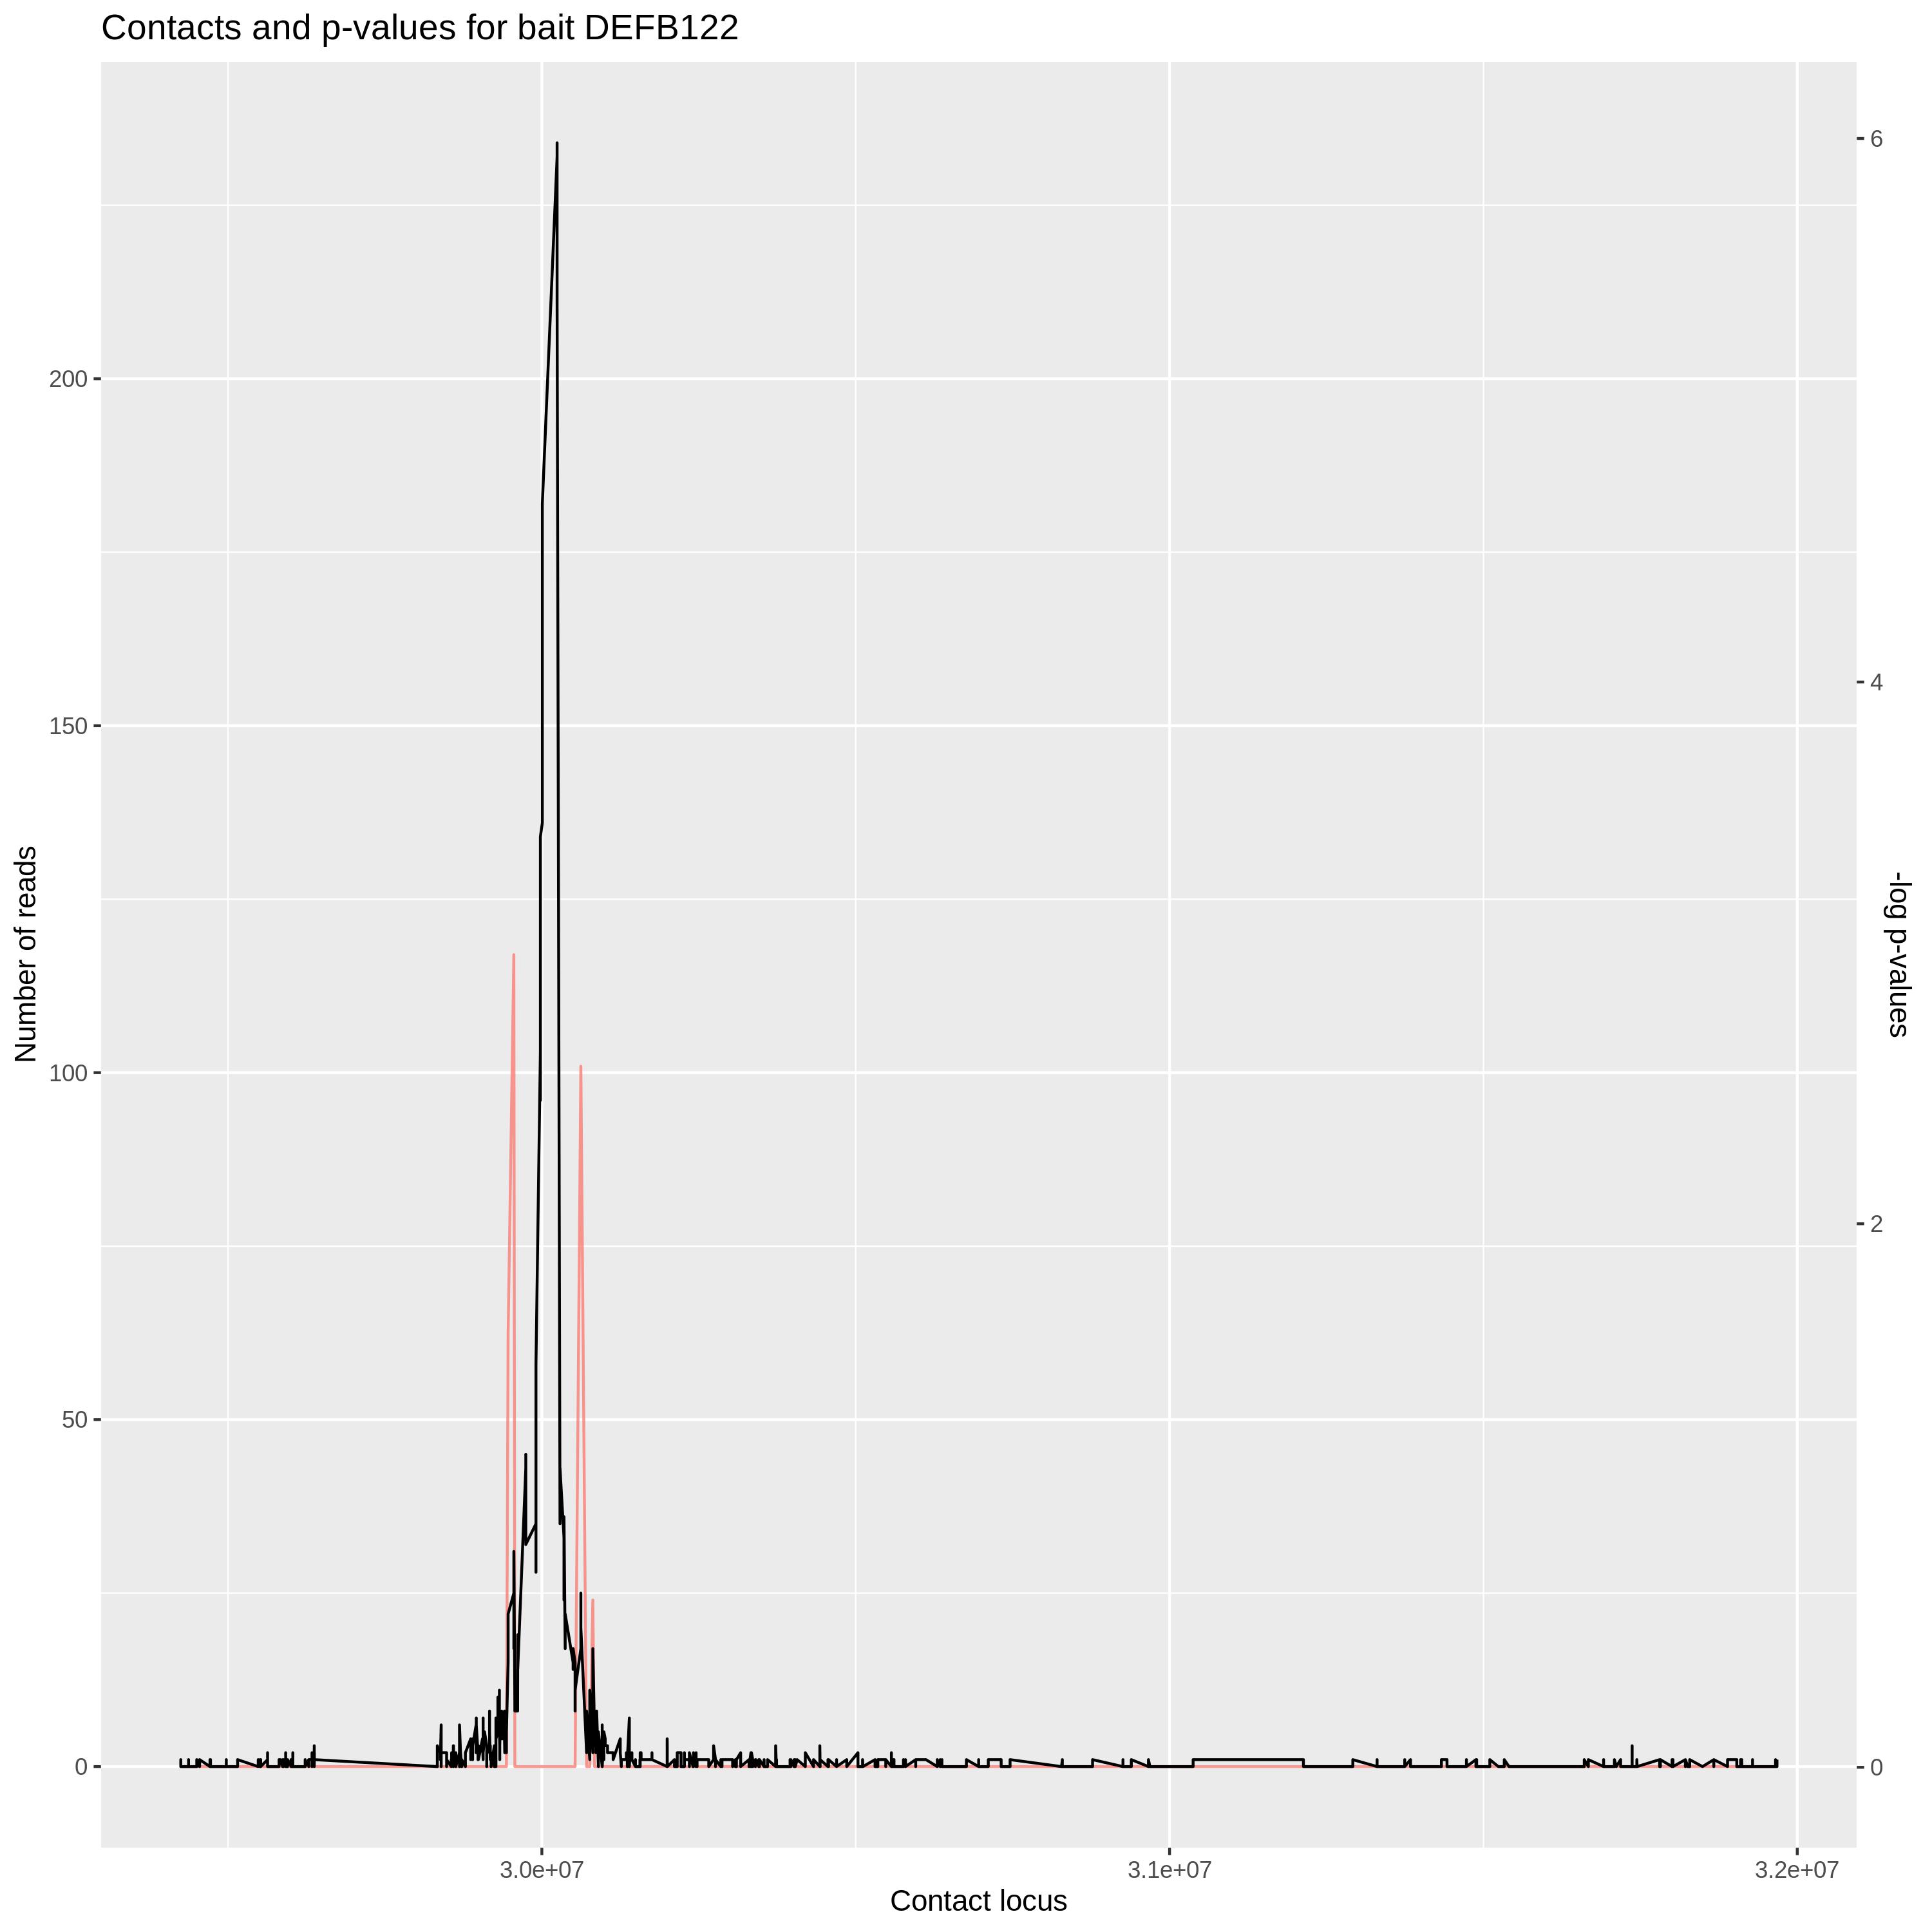 Contacts and p-values for bait DEFB122
Number of reads
200
150
100
50
0
6
4
2
0
-log p-values
3.0e+07
3.1e+07
3.2e+07
Contact locus